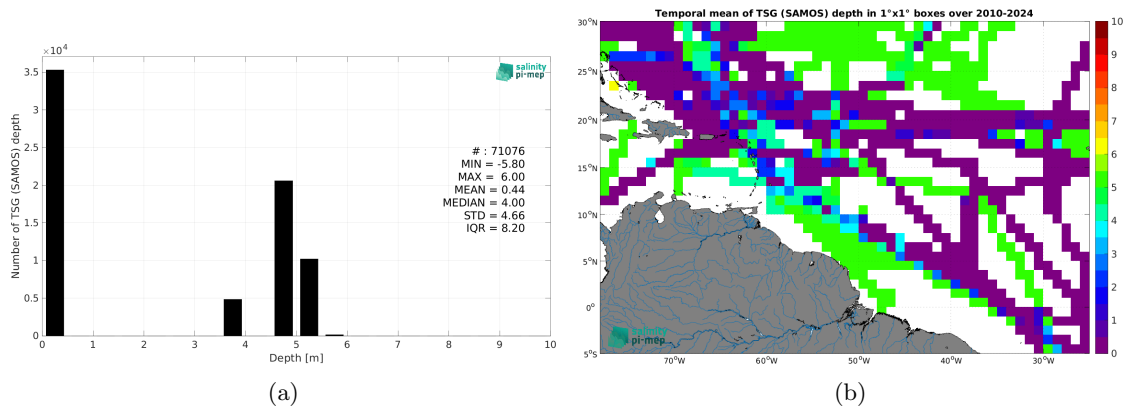 ×10⁴
3.5
3
2.5
2
1.5
1
0.5
0
Number of TSG (SAMOS) depth
0 1 2 3 4 5 6 7 8 9 10
Depth [m]
salinity
pi-mep
# : 71076
MIN = -5.80
MAX = 6.00
MEAN = 0.44
MEDIAN = 4.00
STD = 4.66
IQR = 8.20
(a)
Temporal mean of TSG (SAMOS) depth in 1°x1° boxes over 2010-2024
30°N
25°N
20°N
15°N
10°N
5°N
0°
5°S
70°W 60°W 50°W 40°W 30°W
salinity
pi-mep
10
9
8
7
6
5
4
3
2
1
0
(b)